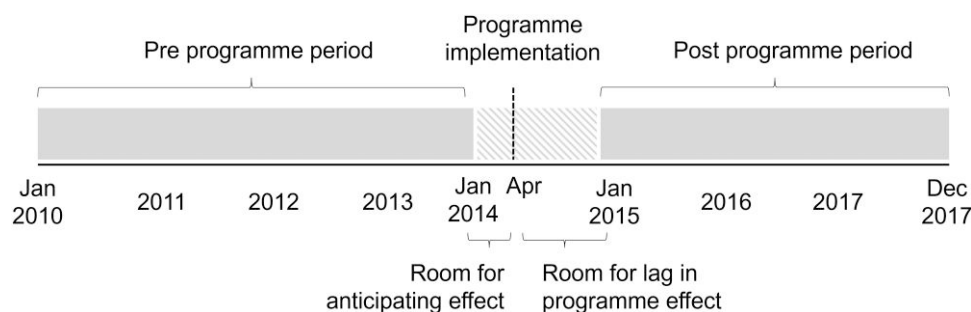 Programme
implementation
Pre programme period
Post programme period
Jan
2010
2011
2012
2013
Jan
2014
Apr
Jan
2015
2016
2017
Dec
2017
Room for
anticipating effect
Room for lag in
programme effect